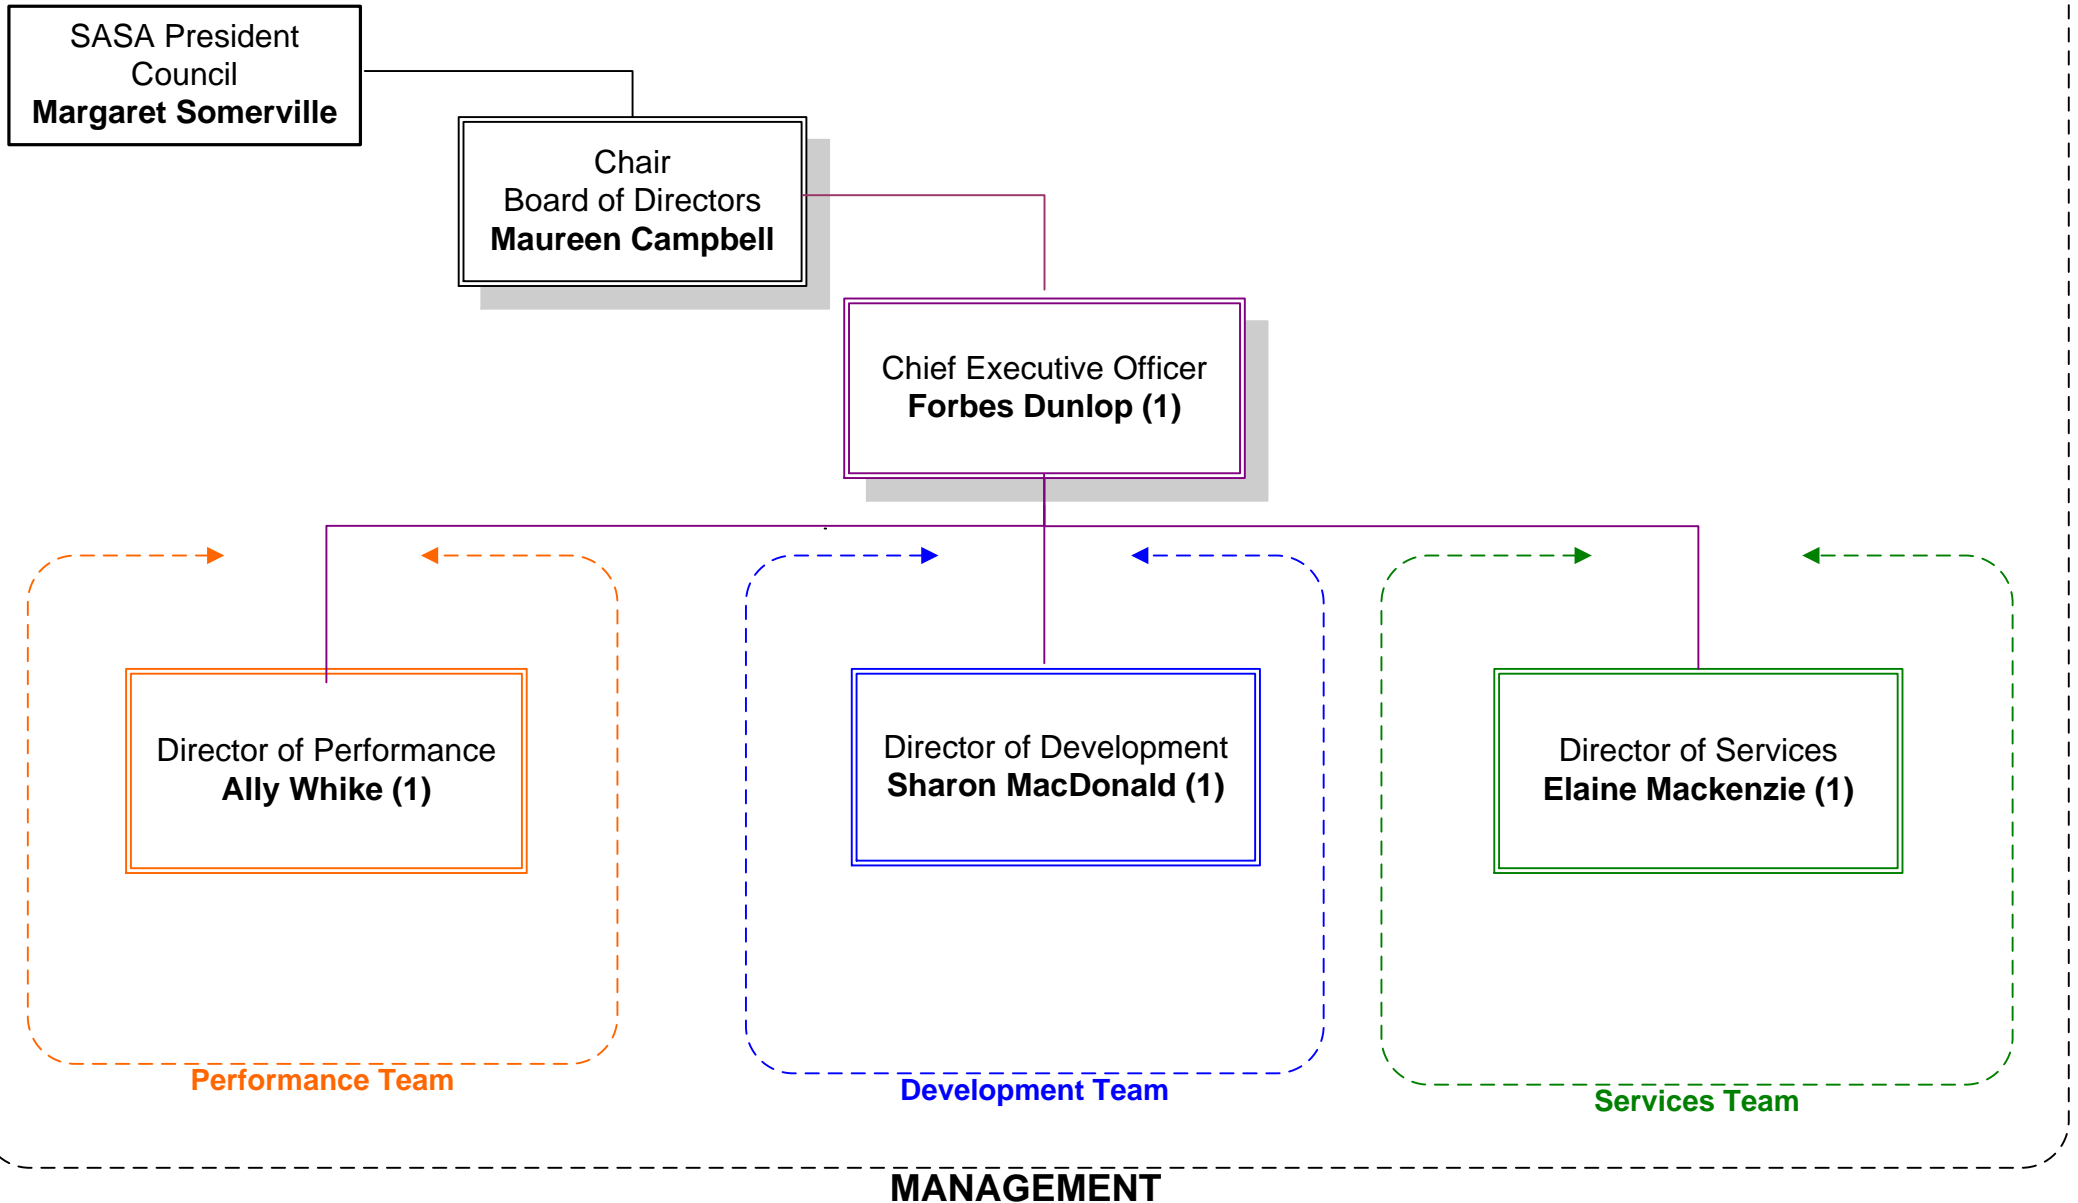 SASA President
Council
Margaret Somerville
Chair
Board of Directors
Maureen Campbell
Chief Executive Officer
Forbes Dunlop (1)
Director of Performance
Ally Whike (1)
Director of Development
Sharon MacDonald (1)
Director of Services
Elaine Mackenzie (1)
Performance Team
Development Team
Services Team
MANAGEMENT